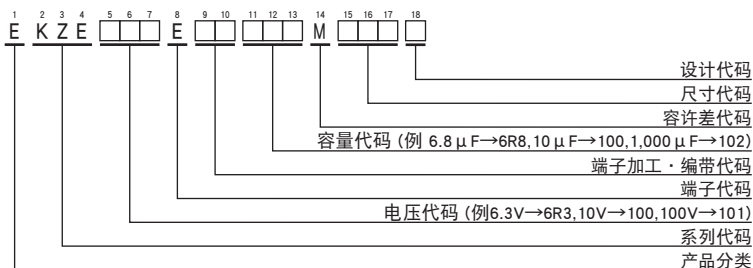 1 2 3 4 5 6 7 8 9 10 11 12 13 14 15 16 17 18
E K Z E E M
设计代码
尺寸代码
容许差代码
容量代码 (例 6.8μF→6R8,10μF→100,1,000μF→102)
端子加工・编带代码
端子代码
电压代码 (例6.3V→6R3,10V→100,100V→101)
系列代码
产品分类